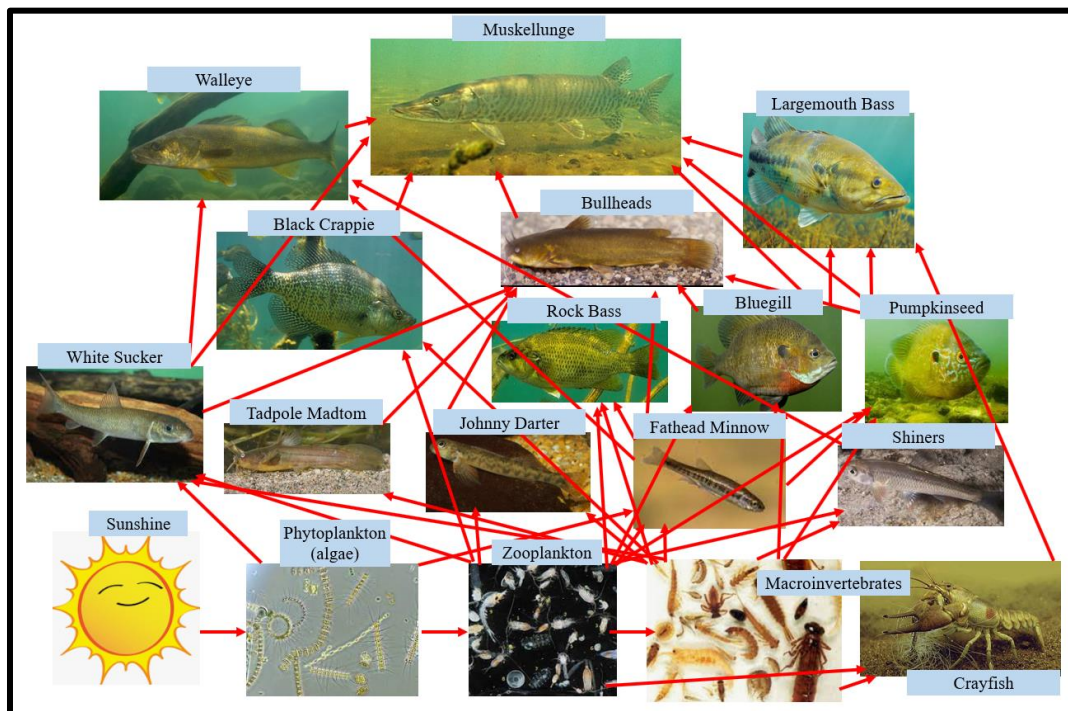 Muskellunge
Walleye
Largemouth Bass
Bullheads
Black Crappie
Rock Bass
Bluegill
Pumpkinseed
White Sucker
Tadpole Madtom
Johnny Darter
Fathead Minnow
Shiners
Sunshine
Phytoplankton
(algae)
Zooplankton
Macroinvertebrates
Crayfish